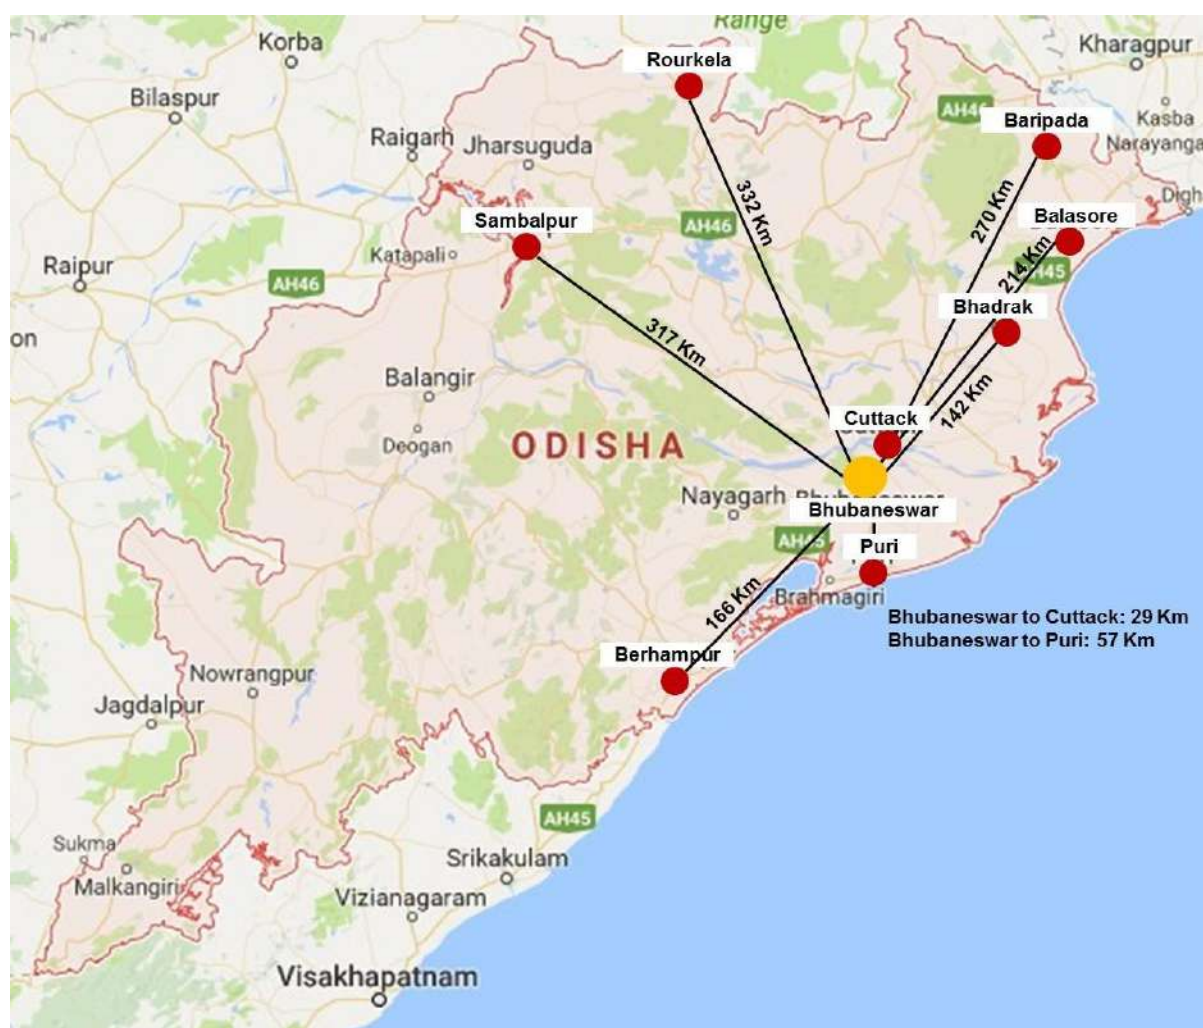 Range
Korba
Rourkela
Kharagpur
Bilaspur
AH46
Baripada
Kasba
Narayanga
Raigarh
Jharsuguda
332 Km
270 Km
Digh
Sambalpur
AH46
Balasore
Katapali
214 Km
Raipur
AH46
AH45
Bhadrak
on
317 Km
Balangir
142 Km
Cuttack
Deogan
ODISHA
Nayagarh
Bhubaneswar
AH45
Puri
Brahmagiri
166 Km
Bhubaneswar to Cuttack: 29 Km
Bhubaneswar to Puri: 57 Km
Berhampur
Nowrangpur
Jagdalpur
AH45
Sukma
Srikakulam
Malkangiri
Vizianagaram
Visakhapatnam